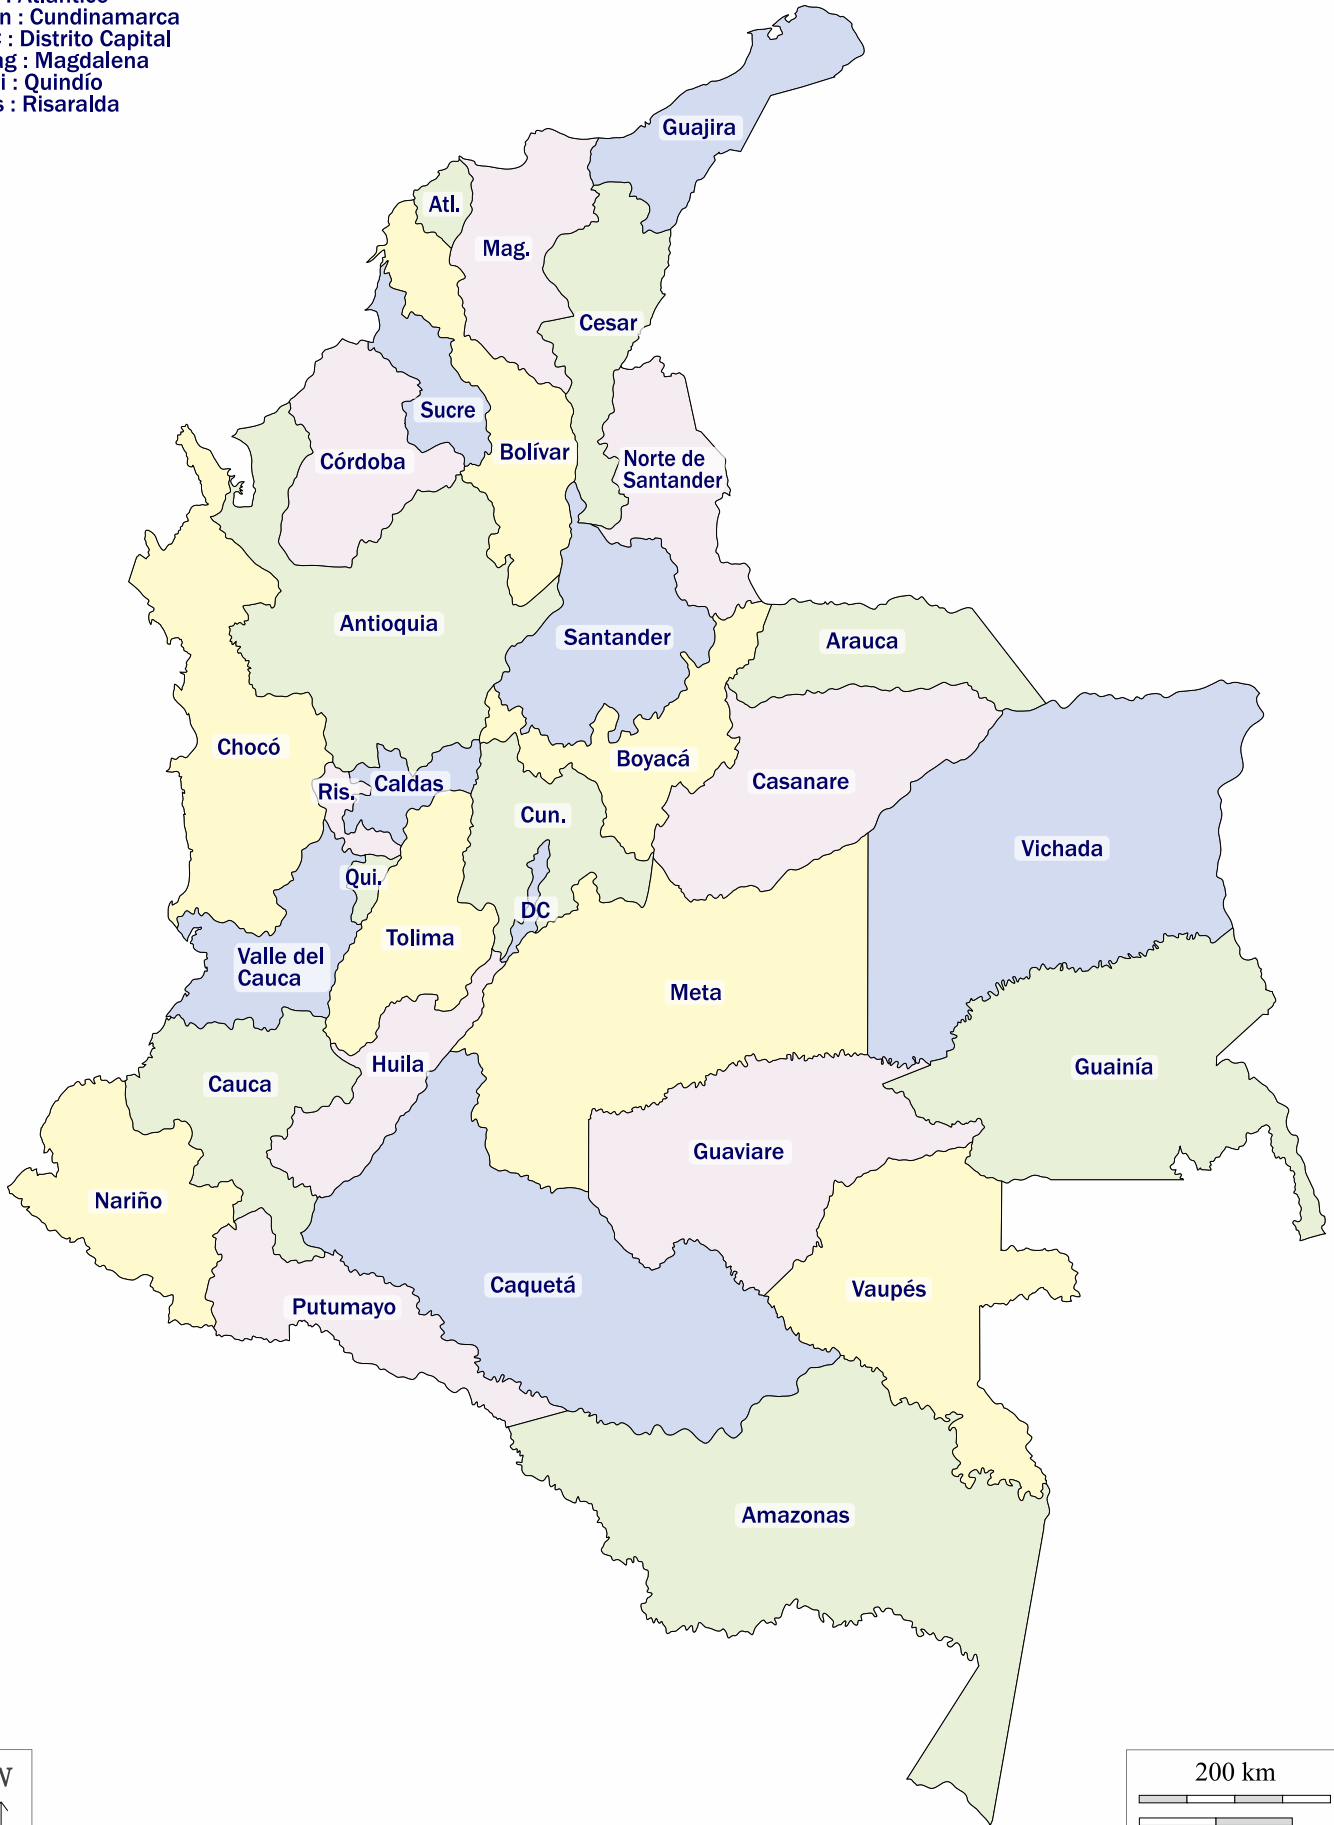 : Cundinamarca
: Distrito Capital
: Magdalena
: Quindío
: Risaralda
Guajira
Atl.
Mag.
Cesar
Sucre
Bolívar
Córdoba
Norte de
Santander
Antioquia
Santander
Arauca
Chocó
Boyacá
Ris.
Caldas
Casanare
Cun.
Vichada
Qui.
DC
Tolima
Valle del
Cauca
Meta
Huila
Guainía
Cauca
Guaviare
Nariño
Caquetá
Vaupés
Putumayo
Amazonas
200 km